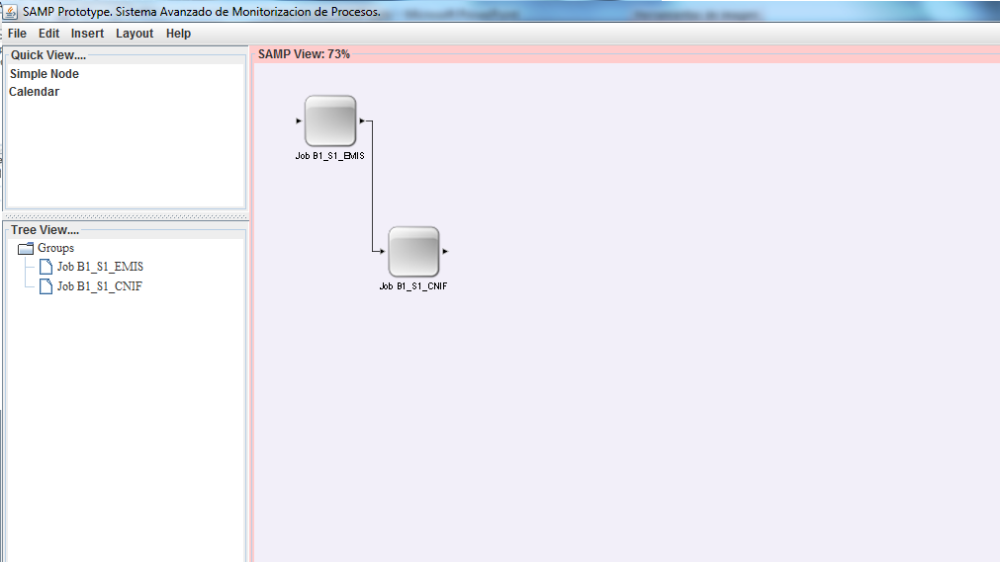 SAMP Prototype. Sistema Avanzado de Monitorizacion de Procesos.
File Edit Insert Layout Help
Quick View....
Simple Node
Calendar
Tree View....
Groups
Job B1_S1_EMIS
Job B1_S1_CNIF
SAMP View: 73%
Job B1_S1_EMIS
Job B1_S1_CNIF